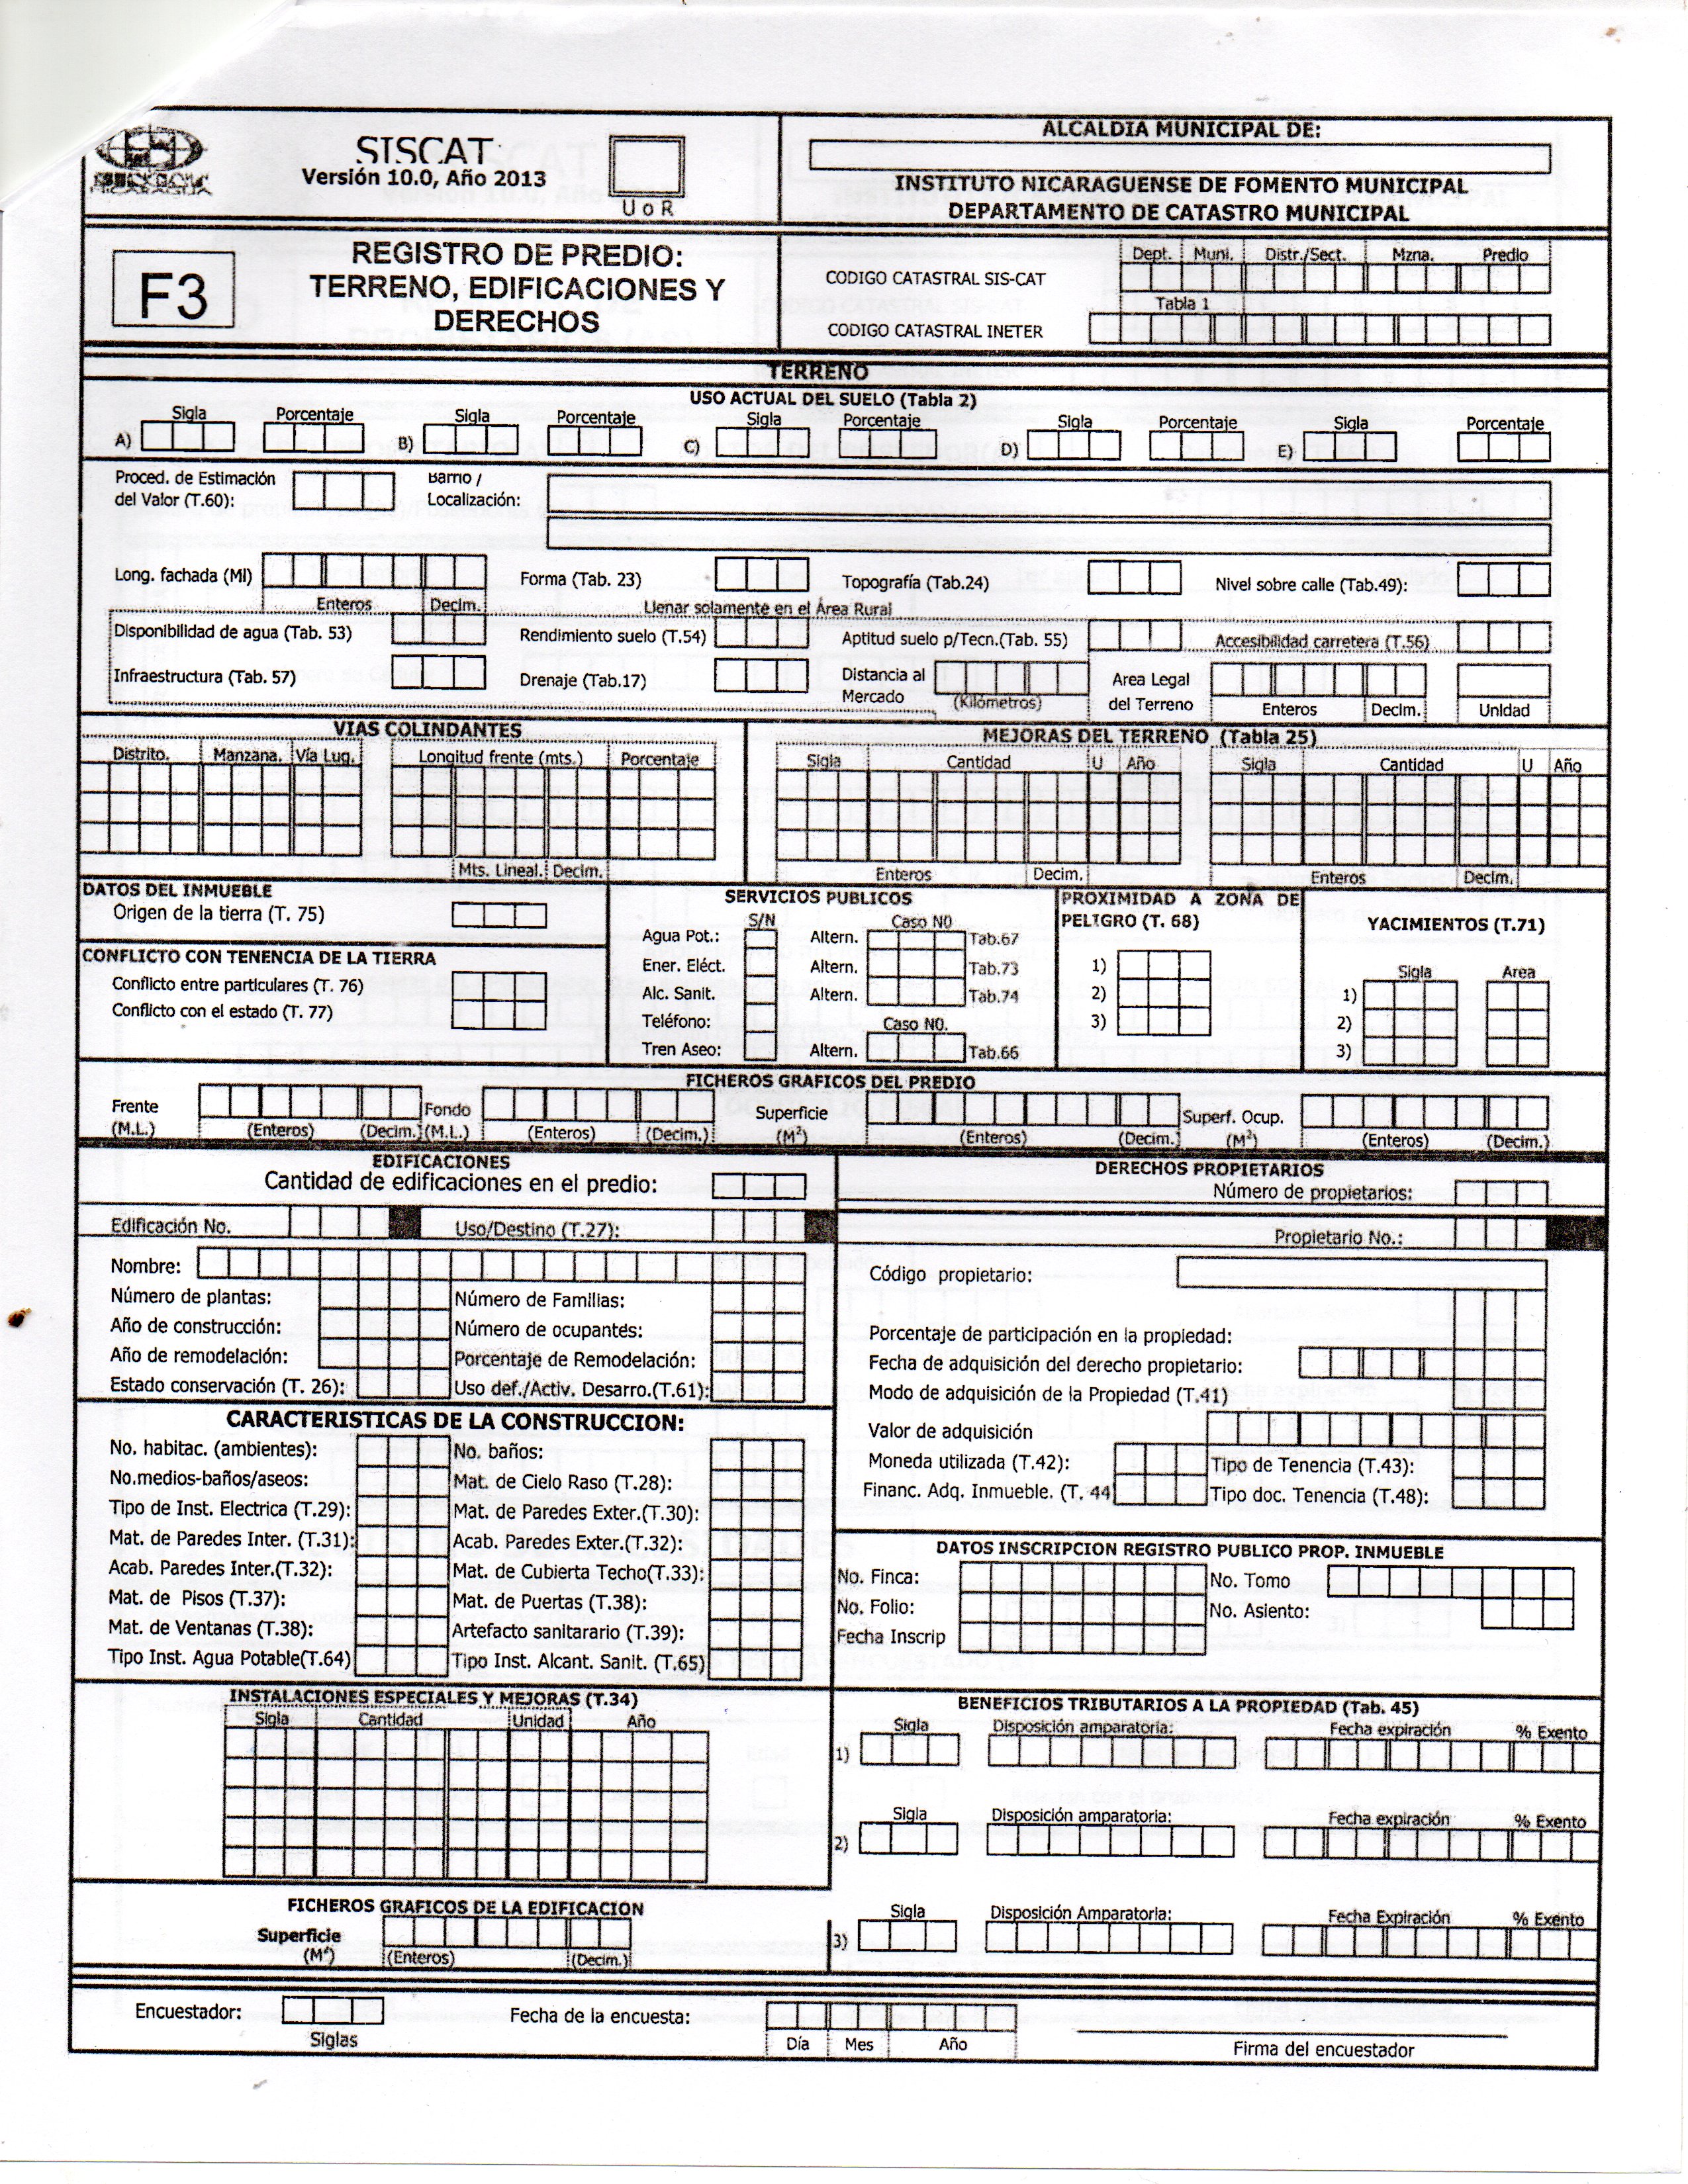 SISCAT
Versión 10.0, Año 2013
U o R
ALCALDIA MUNICIPAL DE:
INSTITUTO NICARAGUENSE DE FOMENTO MUNICIPAL
DEPARTAMENTO DE CATASTRO MUNICIPAL
NICARAGUA
F3
REGISTRO DE PREDIO:
TERRENO, EDIFICACIONES Y
DERECHOS
Dept. Muni. Distr./Sect. Mzna. Predio
CODIGO CATASTRAL SIS-CAT
Tabla 1
CODIGO CATASTRAL INETER
TERRENO
USO ACTUAL DEL SUELO (Tabla 2)
Sigla Porcentaje Sigla Porcentaje Sigla Porcentaje Sigla Porcentaje Sigla Porcentaje
A) B) C) D) E)
Proced. de Estimación
del Valor (T.60):
Barrio /
Localización:
Long. fachada (Ml) Forma (Tab. 23) Topografía (Tab.24) Nivel sobre calle (Tab.49):
Enteros Decim. Llenar solamente en el Área Rural
Disponibilidad de agua (Tab. 53) Rendimiento suelo (T.54) Aptitud suelo p/Tecn.(Tab. 55) Accesibilidad carretera (T.56)
Infraestructura (Tab. 57) Drenaje (Tab.17) Distancia al
Mercado (Kilómetros)
Area Legal
del Terreno Enteros Decim. Unidad
VIAS COLINDANTES
Distrito. Manzana. Vía Lug. Longitud frente (mts.) Porcentaje
Mts. Lineal. Decim.
MEJORAS DEL TERRENO (Tabla 25)
Sigla Cantidad U Año Sigla Cantidad U Año
Enteros Decim. Enteros Decim.
DATOS DEL INMUEBLE
Origen de la tierra (T. 75)
CONFLICTO CON TENENCIA DE LA TIERRA
Conflicto entre particulares (T. 76)
Conflicto con el estado (T. 77)
SERVICIOS PUBLICOS
S/N Caso NO
Agua Pot.: Altern. Tab.67
Ener. Eléct. Altern. Tab.73
Alc. Sanit. Altern. Tab.74
Teléfono: Caso NO.
Tren Aseo: Altern. Tab.66
PROXIMIDAD A ZONA DE
PELIGRO (T. 68)
1)
2)
3)
YACIMIENTOS (T.71)
Sigla Area
1)
2)
3)
FICHEROS GRAFICOS DEL PREDIO
Frente Fondo Superficie Superf. Ocup.
(M.L.) (Enteros) (Decim.) (M.L.) (Enteros) (Decim.) (M²) (Enteros) (Decim.) (M²) (Enteros) (Decim.)
EDIFICACIONES
Cantidad de edificaciones en el predio:
Edificación No. Uso/Destino (T.27):
Nombre:
Número de plantas: Número de Familias:
Año de construcción: Número de ocupantes:
Año de remodelación: Porcentaje de Remodelación:
Estado conservación (T. 26): Uso def./Activ. Desarro.(T.61):
CARACTERISTICAS DE LA CONSTRUCCION:
No. habitac. (ambientes): No. baños:
No.medios-baños/aseos: Mat. de Cielo Raso (T.28):
Tipo de Inst. Electrica (T.29): Mat. de Paredes Exter.(T.30):
Mat. de Paredes Inter. (T.31): Acab. Paredes Exter.(T.32):
Acab. Paredes Inter.(T.32): Mat. de Cubierta Techo(T.33):
Mat. de Pisos (T.37): Mat. de Puertas (T.38):
Mat. de Ventanas (T.38): Artefacto sanitarario (T.39):
Tipo Inst. Agua Potable(T.64) Tipo Inst. Alcant. Sanit. (T.65)
INSTALACIONES ESPECIALES Y MEJORAS (T.34)
Sigla Cantidad Unidad Año
FICHEROS GRAFICOS DE LA EDIFICACION
Superficie
(M²) (Enteros) (Decim.)
DERECHOS PROPIETARIOS
Número de propietarios:
Propietario No.:
Código propietario:
Porcentaje de participación en la propiedad:
Fecha de adquisición del derecho propietario:
Modo de adquisición de la Propiedad (T.41)
Valor de adquisición
Moneda utilizada (T.42): Tipo de Tenencia (T.43):
Financ. Adq. Inmueble. (T. 44 Tipo doc. Tenencia (T.48):
DATOS INSCRIPCION REGISTRO PUBLICO PROP. INMUEBLE
No. Finca: No. Tomo
No. Folio: No. Asiento:
Fecha Inscrip
BENEFICIOS TRIBUTARIOS A LA PROPIEDAD (Tab. 45)
Sigla Disposición amparatoria: Fecha expiración % Exento
1)
Sigla Disposición amparatoria: Fecha expiración % Exento
2)
Sigla Disposición Amparatoria: Fecha Expiración % Exento
3)
Encuestador: Fecha de la encuesta:
Siglas Día Mes Año Firma del encuestador